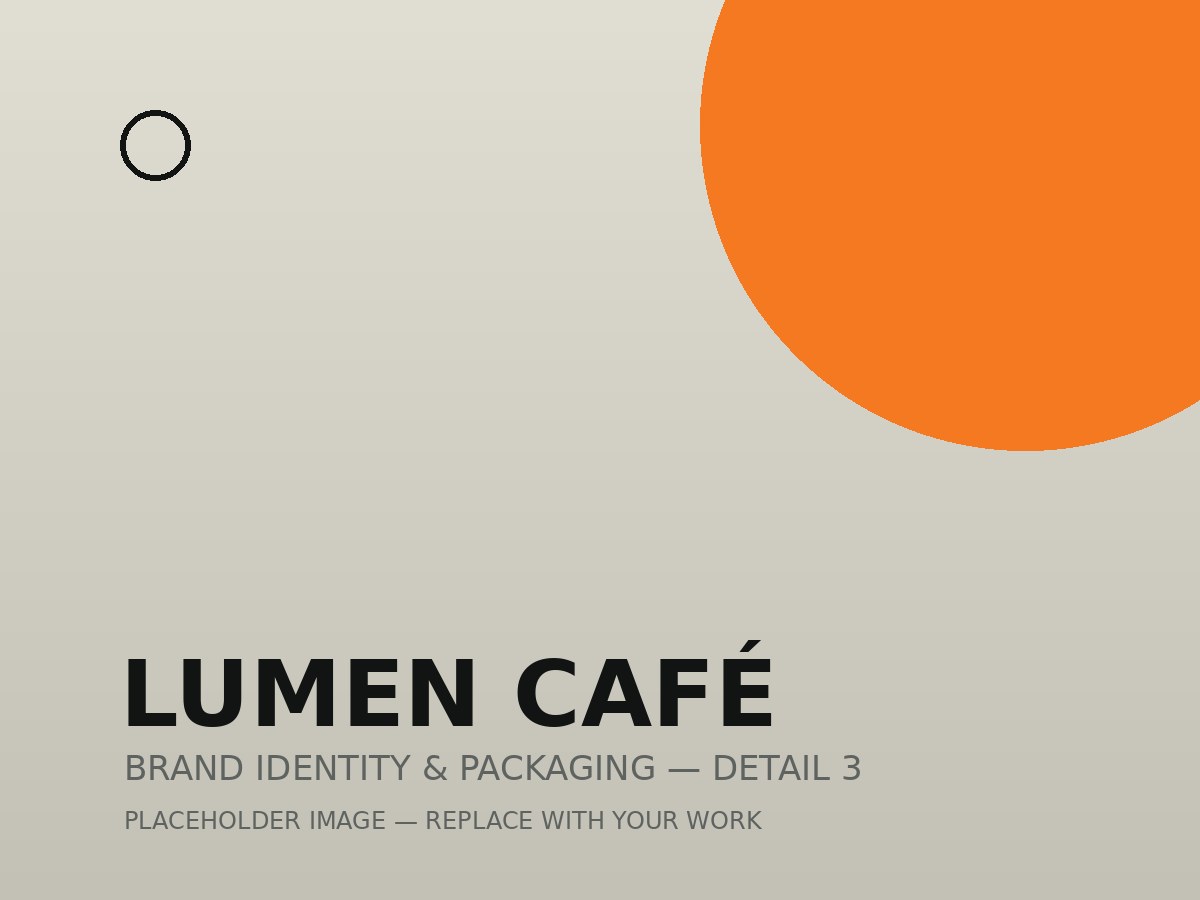 LUMEN CAFÉ
BRAND IDENTITY & PACKAGING — DETAIL 3
PLACEHOLDER IMAGE — REPLACE WITH YOUR WORK